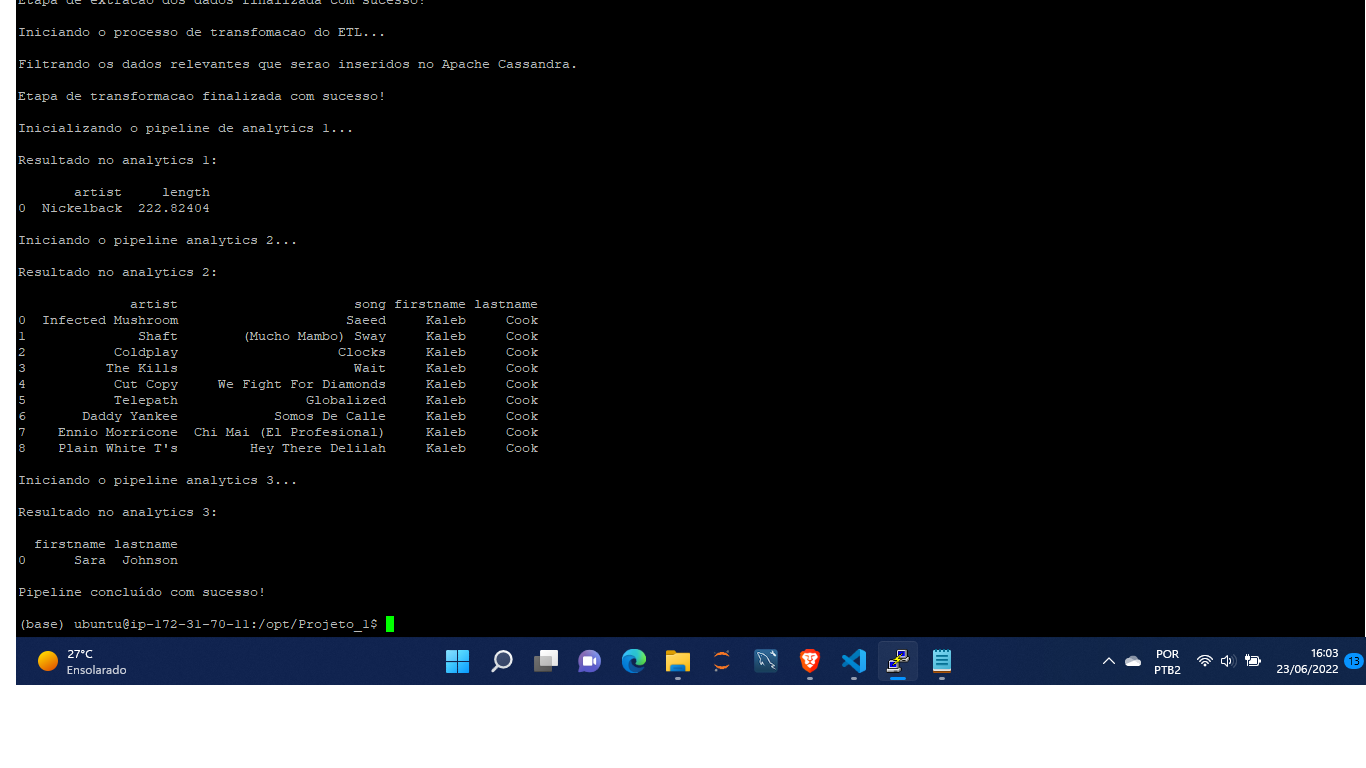 Etapa de extracao dos dados finalizada com sucesso!
Iniciando o processo de transfomacao do ETL...
Filtrando os dados relevantes que serao inseridos no Apache Cassandra.
Etapa de transformacao finalizada com sucesso!
Inicializando o pipeline de analytics 1...
Resultado no analytics 1:
artist length
0 Nickelback 222.82404
Iniciando o pipeline analytics 2...
Resultado no analytics 2:
artist song firstname lastname
0 Infected Mushroom Saeed Kaleb Cook
1 Shaft (Mucho Mambo) Sway Kaleb Cook
2 Coldplay Clocks Kaleb Cook
3 The Kills Wait Kaleb Cook
4 Cut Copy We Fight For Diamonds Kaleb Cook
5 Telepath Globalized Kaleb Cook
6 Daddy Yankee Somos De Calle Kaleb Cook
7 Ennio Morricone Chi Mai (El Profesional) Kaleb Cook
8 Plain White T's Hey There Delilah Kaleb Cook
Iniciando o pipeline analytics 3...
Resultado no analytics 3:
firstname lastname
0 Sara Johnson
Pipeline concluído com sucesso!
(base) ubuntu@ip-172-31-70-11:/opt/Projeto_1$
27°C
Ensolarado
POR
PTB2
16:03
23/06/2022
13